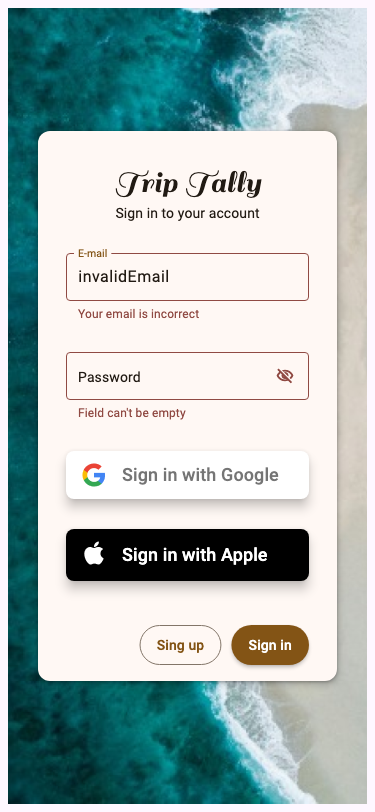 Trip Tally
Sign in to your account
E-mail
invalidEmail
Your email is incorrect
Password
Field can't be empty
Sign in with Google
Sign in with Apple
Sing up
Sign in